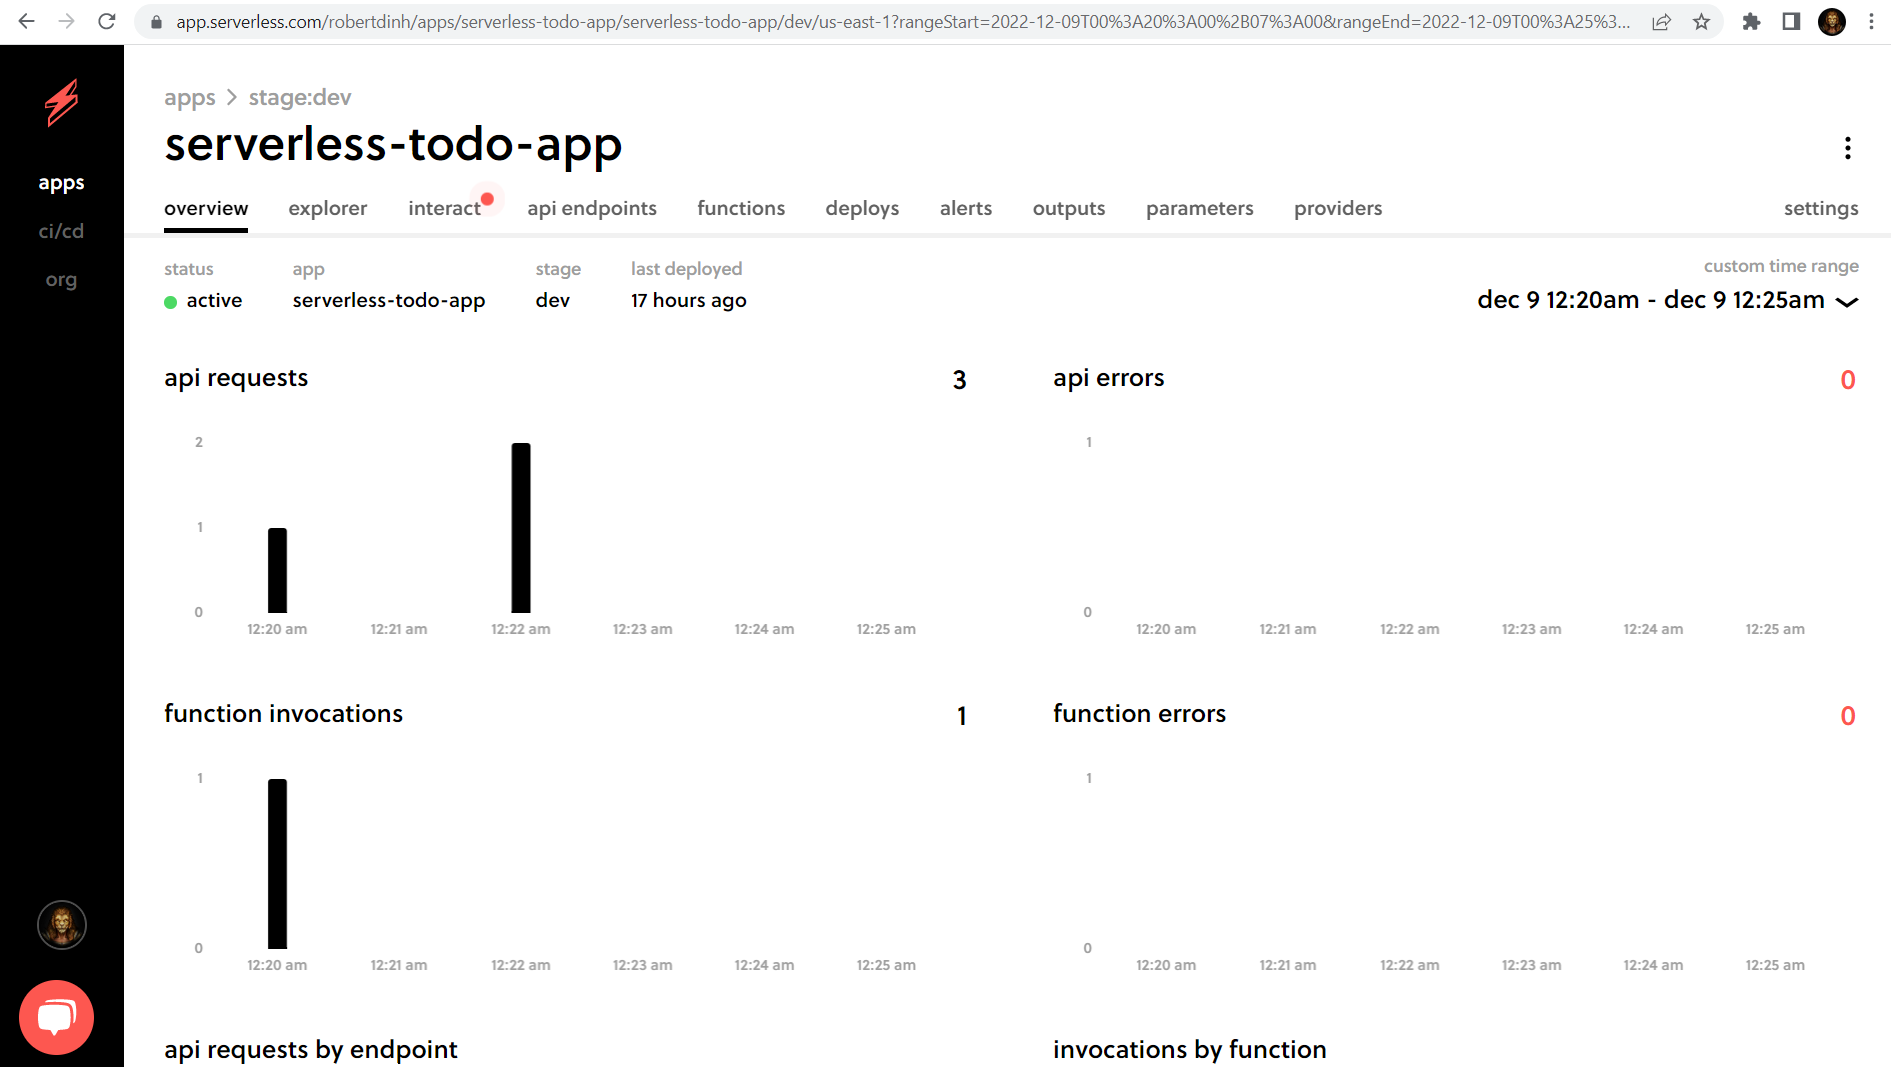 app.serverless.com/robertdinh/apps/serverless-todo-app/serverless-todo-app/dev/us-east-1?rangeStart=2022-12-09T00%3A20%3A00%2B07%3A00&rangeEnd=2022-12-09T00%3A25%3...
apps
ci/cd
org
apps > stage:dev
serverless-todo-app
overview explorer interact api endpoints functions deploys alerts outputs parameters providers settings
status app stage last deployed custom time range
active serverless-todo-app dev 17 hours ago dec 9 12:20am - dec 9 12:25am
api requests 3
2
1
0
12:20 am 12:21 am 12:22 am 12:23 am 12:24 am 12:25 am
api errors 0
1
0
12:20 am 12:21 am 12:22 am 12:23 am 12:24 am 12:25 am
function invocations 1
1
0
12:20 am 12:21 am 12:22 am 12:23 am 12:24 am 12:25 am
function errors 0
1
0
12:20 am 12:21 am 12:22 am 12:23 am 12:24 am 12:25 am
api requests by endpoint
invocations by function